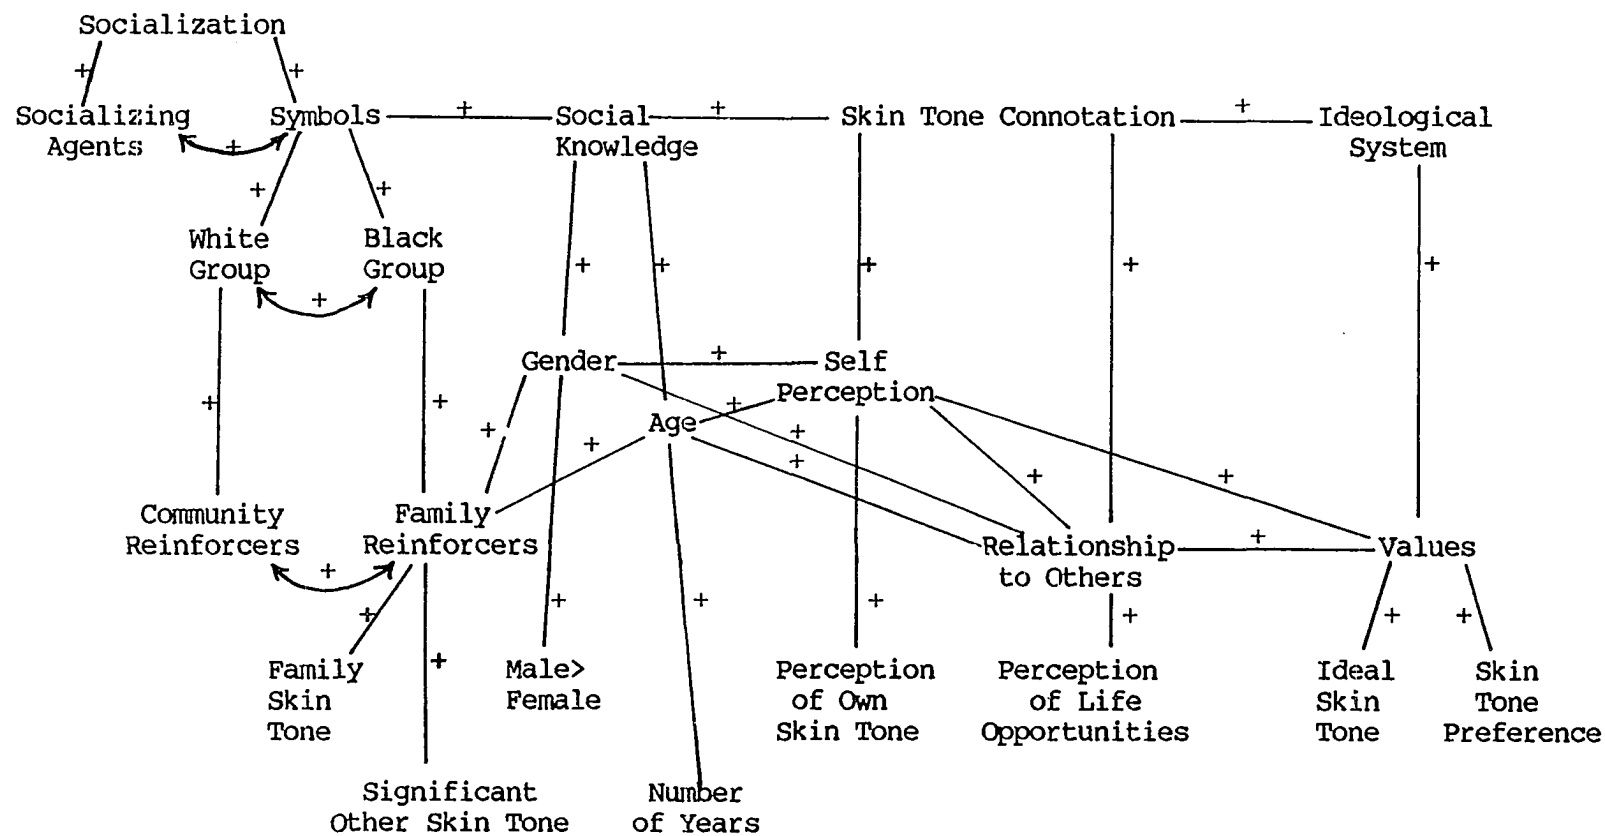 Socialization
+ +
Socializing Symbols + Social + Skin Tone Connotation + Ideological
Agents + Knowledge System
+ +
White Black
Group Group
+ + + + +
+
Gender + Self
Perception
+ + Age +
+ + + +
+ + +
Community Family
Reinforcers Reinforcers
Relationship + Values
to Others
+
+ + + + + + +
Family Male> Perception Perception Ideal Skin
Skin Female of Own of Life Skin Tone
Tone Skin Tone Opportunities Tone Preference
+
Significant Number
Other Skin Tone of Years